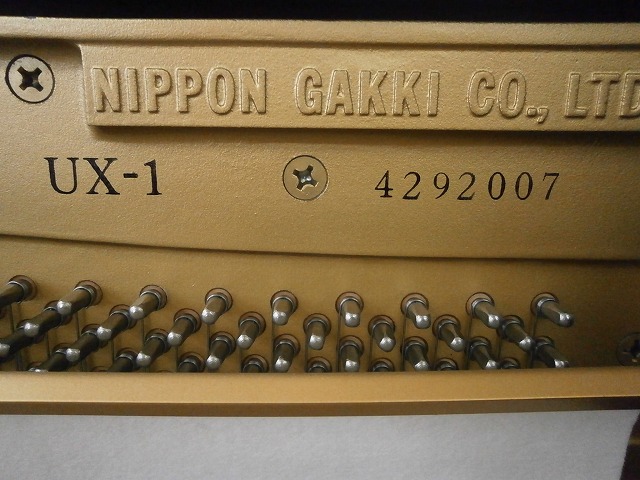 NIPPON GAKKI CO., LTD
UX-1 4292007